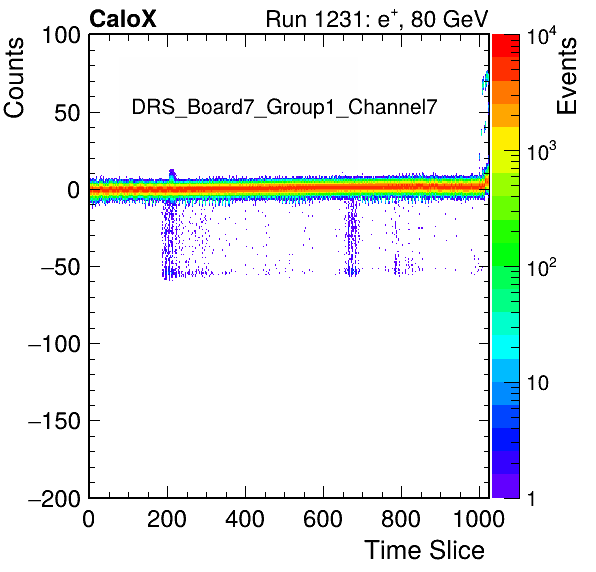 CaloX Run 1231: e+, 80 GeV
Counts
Events
DRS_Board7_Group1_Channel7
100
50
0
−50
−100
−150
−200
0 200 400 600 800 1000
Time Slice
10^4
10^3
10^2
10
1